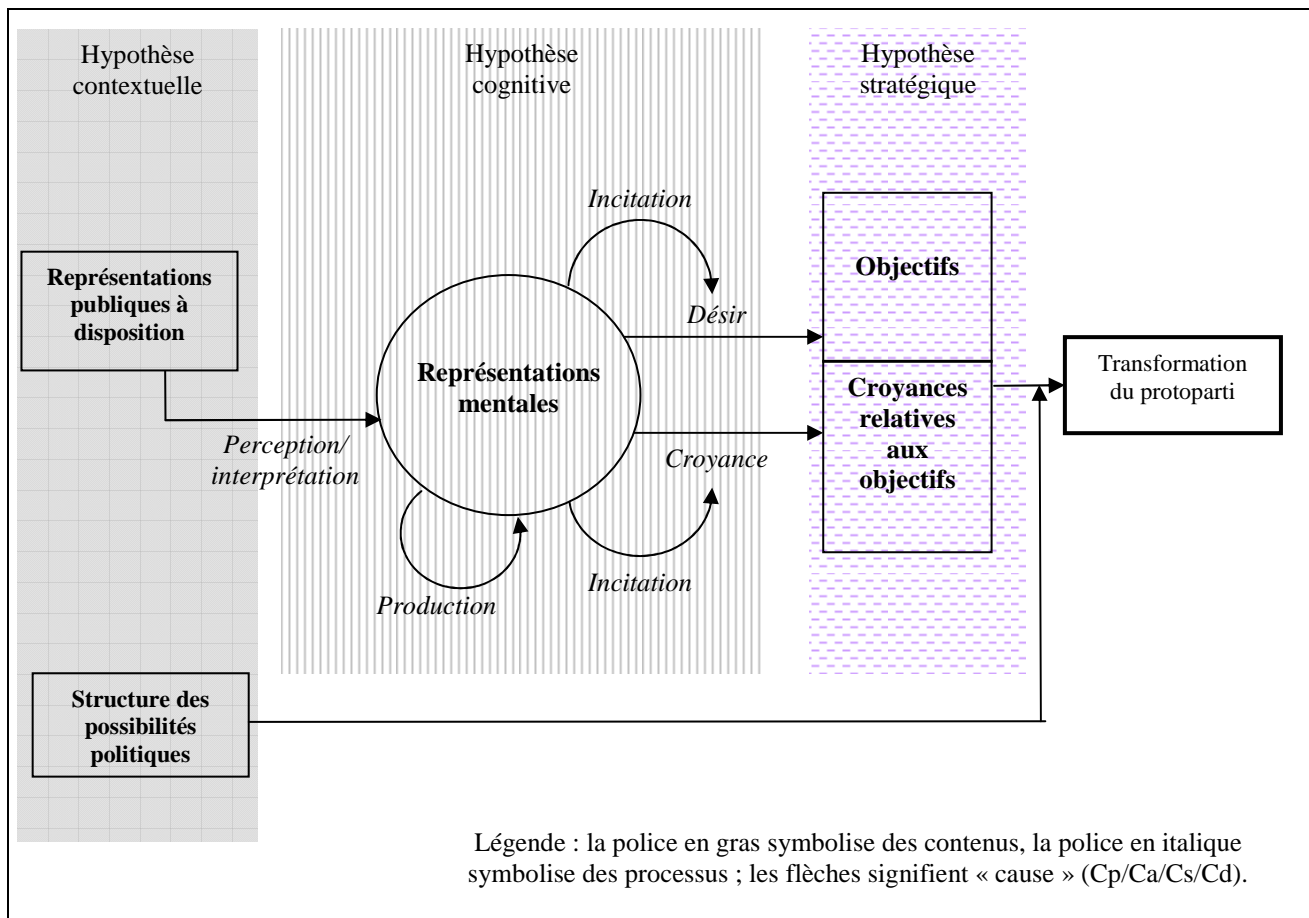 Hypothèse
contextuelle
Hypothèse
cognitive
Hypothèse
stratégique
Incitation
Représentations
publiques à
disposition
Objectifs
Désir
Représentations
mentales
Transformation
du protoparti
Croyances
relatives
aux
objectifs
Perception/
interprétation
Croyance
Production
Incitation
Structure des
possibilités
politiques
Légende : la police en gras symbolise des contenus, la police en italique
symbolise des processus ; les flèches signifient « cause » (Cp/Ca/Cs/Cd).